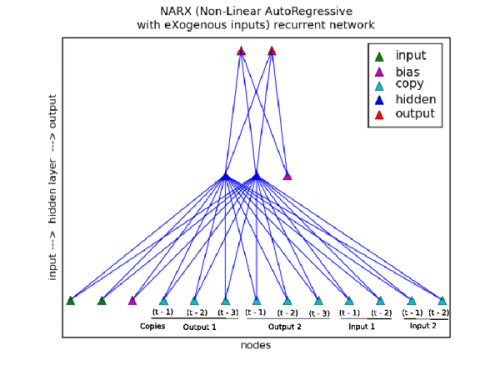 NARX (Non-Linear AutoRegressive
with eXogenous inputs) recurrent network
input
bias
copy
hidden
output
input ---> hidden layer ---> output
(t - 1) (t - 2) (t - 3) (t - 1) (t - 2) (t - 3) (t - 1) (t - 2) (t - 1) (t - 2)
Copies Output 1 Output 2 Input 1 Input 2
nodes